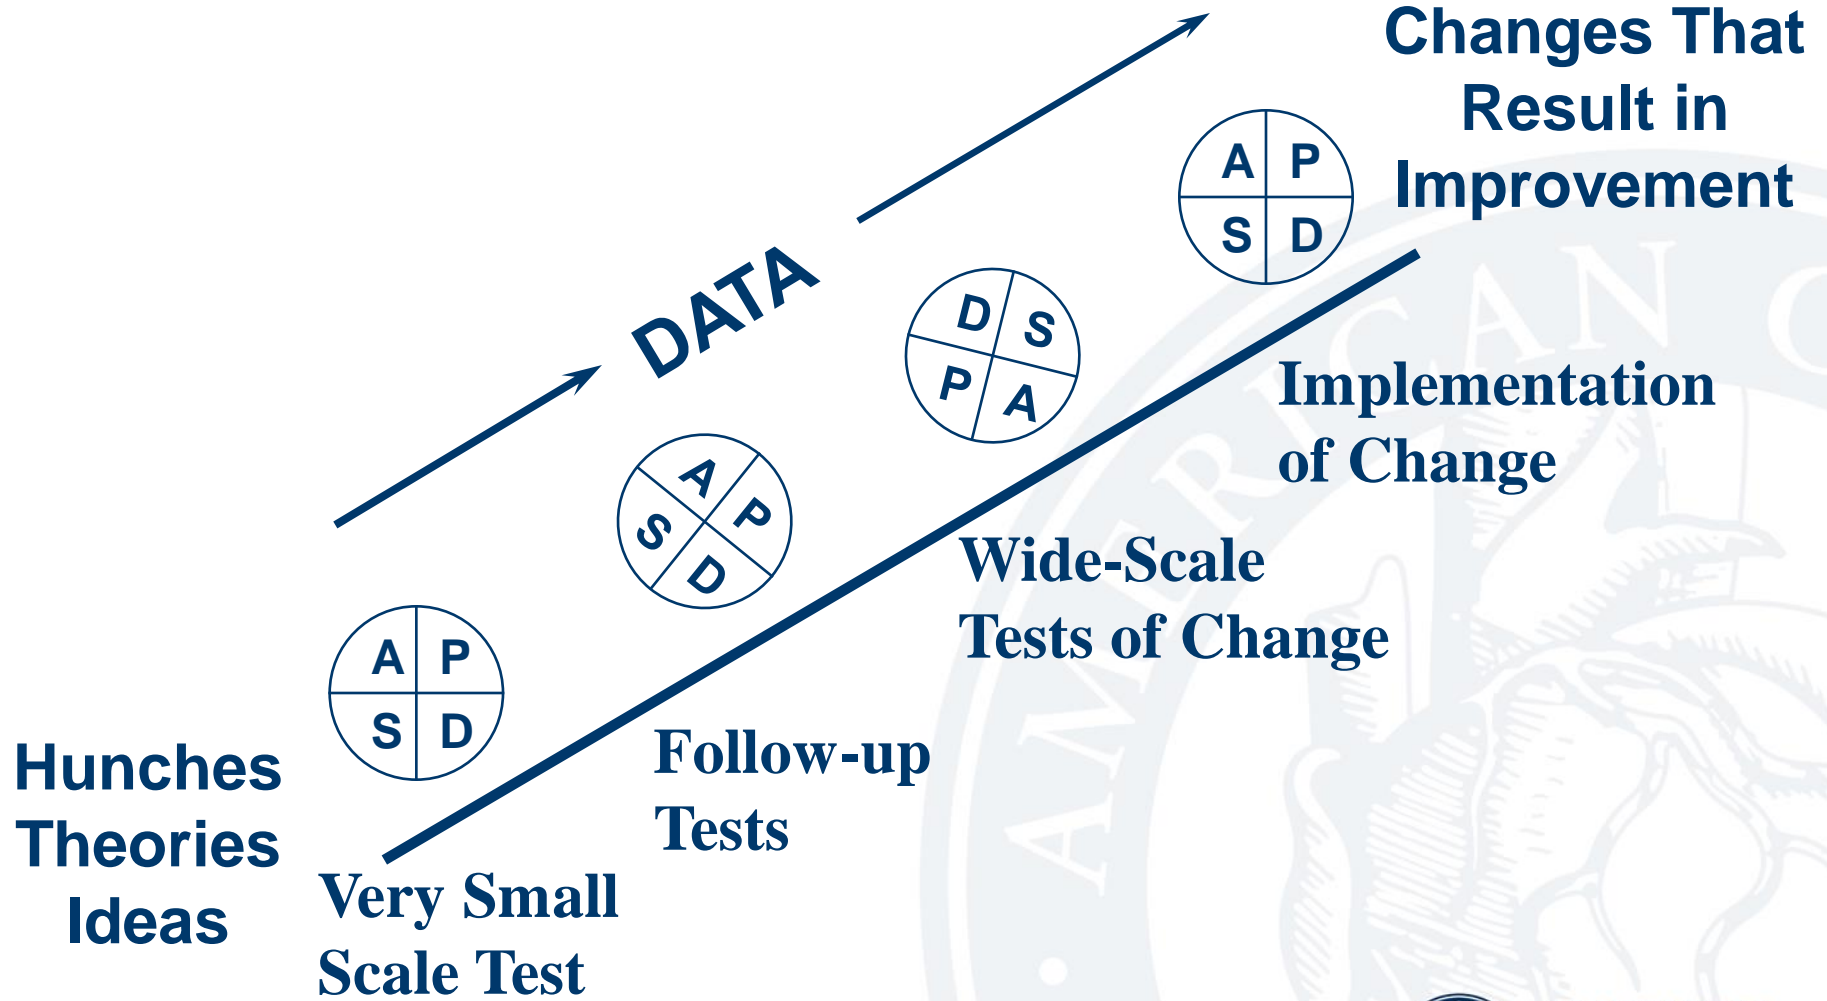 Changes That
Result in
Improvement
A P
S D
DATA
D S
P A
Implementation
of Change
A P
S D
Wide-Scale
Tests of Change
A P
S D
Follow-up
Tests
Hunches
Theories
Ideas
Very Small
Scale Test
AMERICAN C